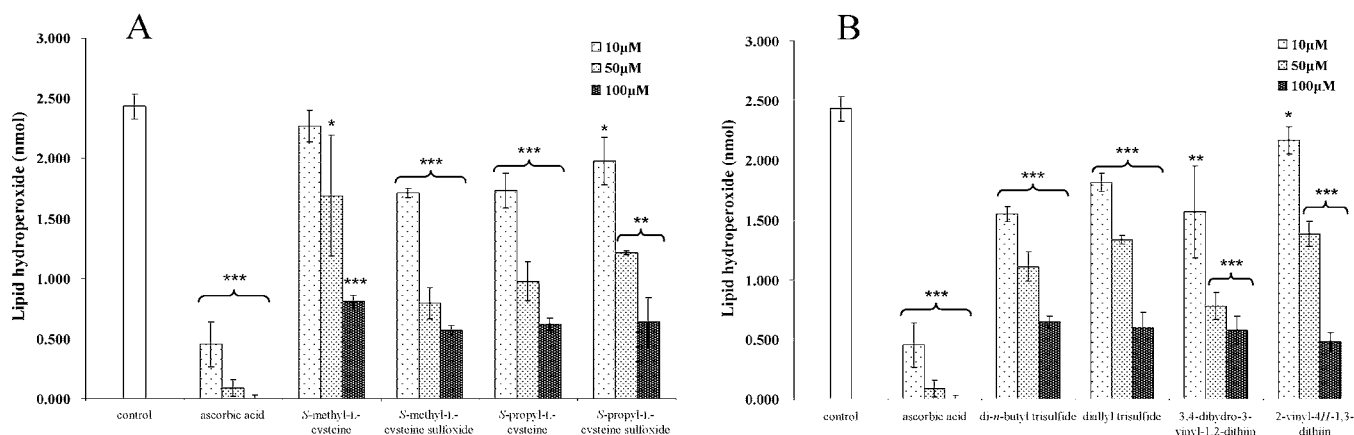 A
Lipid hydroperoxide (nmol)
3.000
2.500
2.000
1.500
1.000
0.500
0.000
10µM
50µM
100µM
***
*
***
***
***
*
**
control
ascorbic acid
S-methyl-L-
cysteine
S-methyl-L-
cysteine sulfoxide
S-propyl-L-
cysteine
S-propyl-L-
cysteine sulfoxide
B
Lipid hydroperoxide (nmol)
3.000
2.500
2.000
1.500
1.000
0.500
0.000
10µM
50µM
100µM
***
***
***
**
***
*
***
control
ascorbic acid
di-n-butyl trisulfide
diallyl trisulfide
3,4-dihydro-3-
vinyl-1,2-dithiin
2-vinyl-4H-1,3-
dithiin